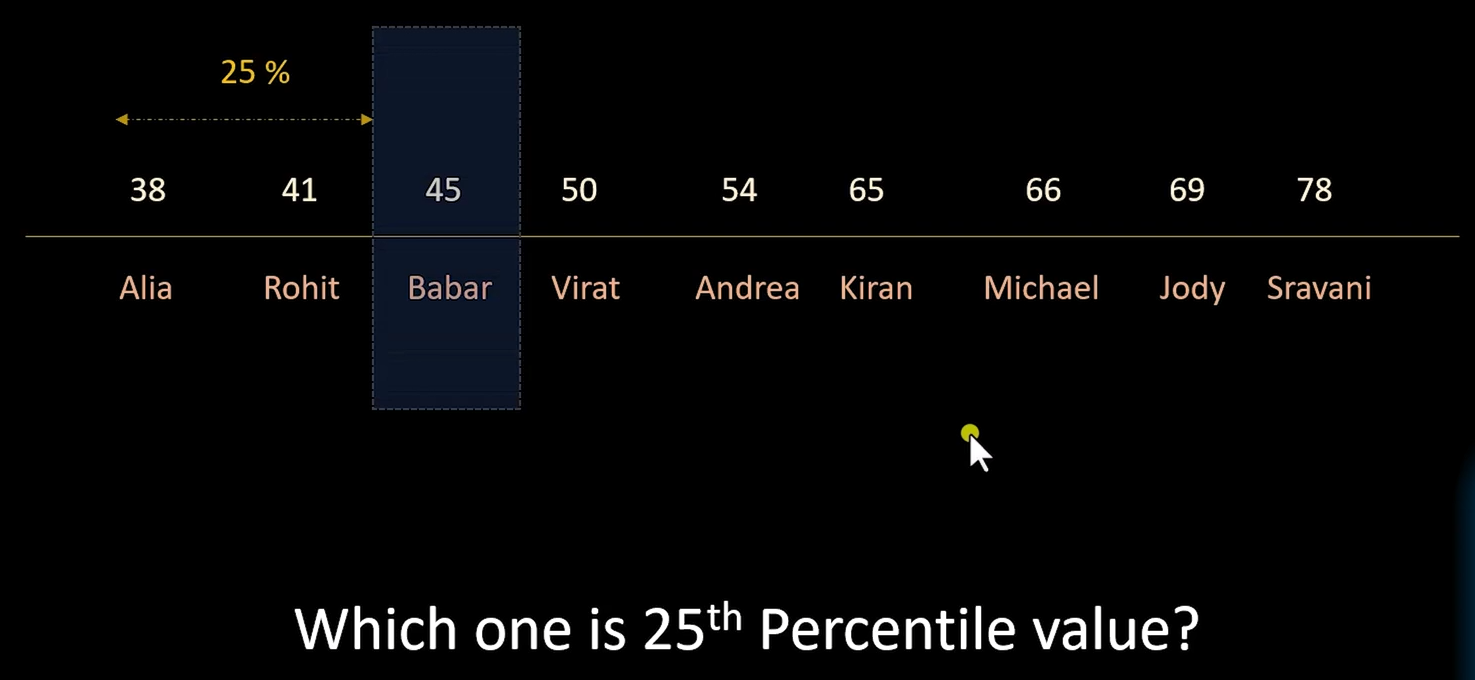 25 %
38 41 45 50 54 65 66 69 78
Alia Rohit Babar Virat Andrea Kiran Michael Jody Sravani
Which one is 25th Percentile value?